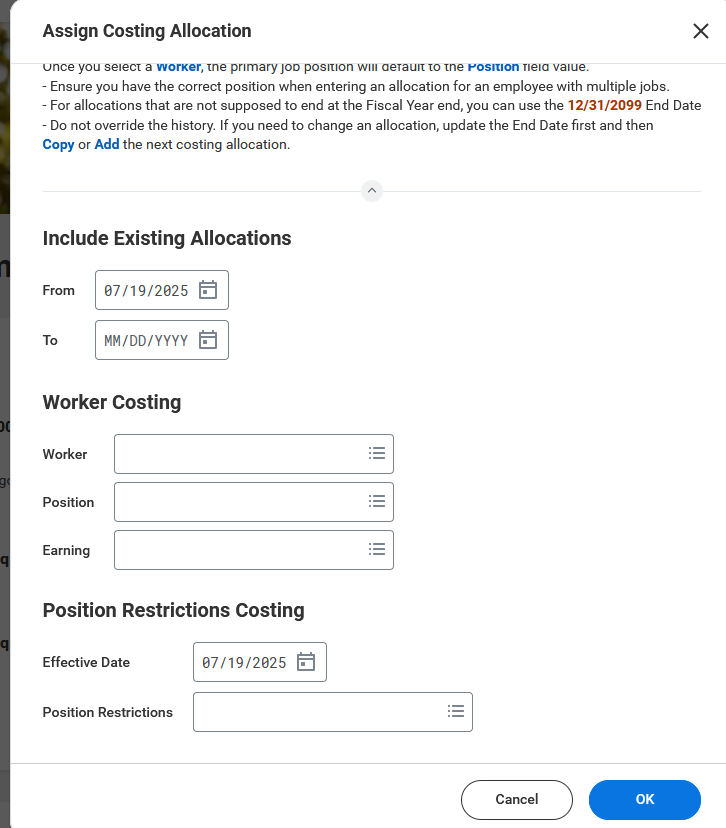 Assign Costing Allocation
Once you select a Worker, the primary job position will default to the Position field value.
- Ensure you have the correct position when entering an allocation for an employee with multiple jobs.
- For allocations that are not supposed to end at the Fiscal Year end, you can use the 12/31/2099 End Date
- Do not override the history. If you need to change an allocation, update the End Date first and then
Copy or Add the next costing allocation.
Include Existing Allocations
From 07/19/2025
To MM/DD/YYYY
Worker Costing
Worker
Position
Earning
Position Restrictions Costing
Effective Date 07/19/2025
Position Restrictions
Cancel OK